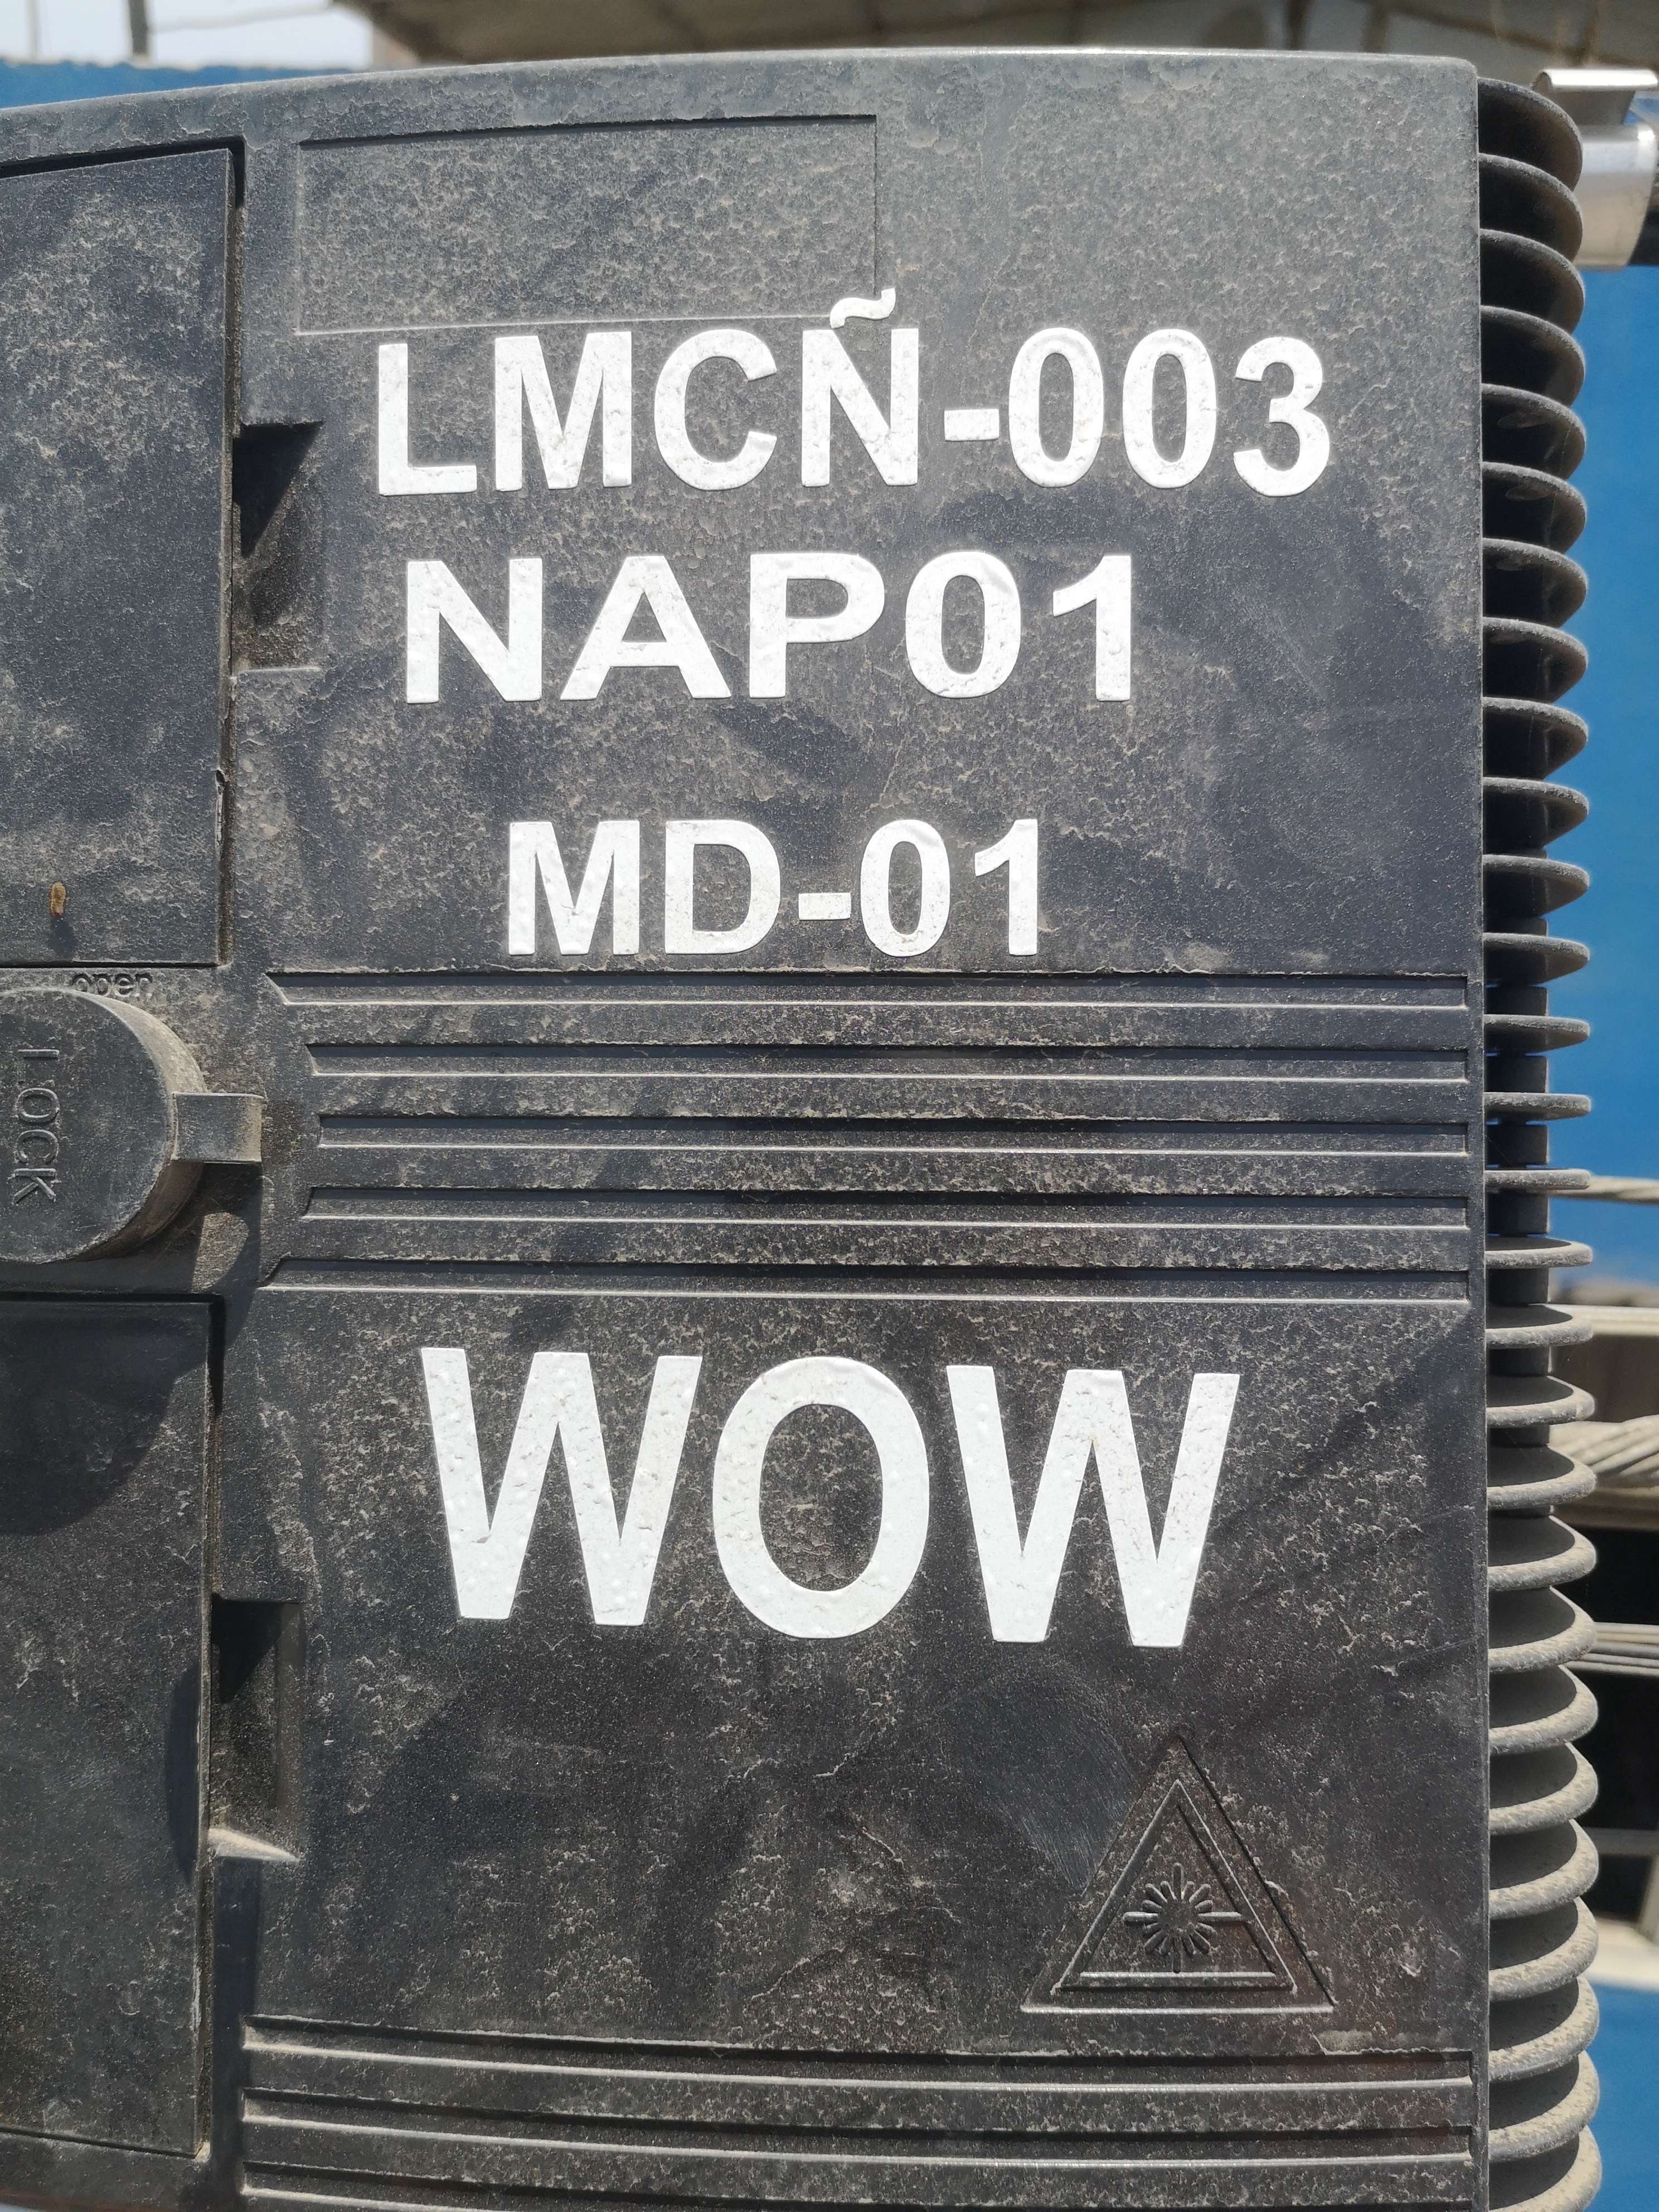 LMCÑ-003
NAP01
MD-01
open
LOCK
WOW